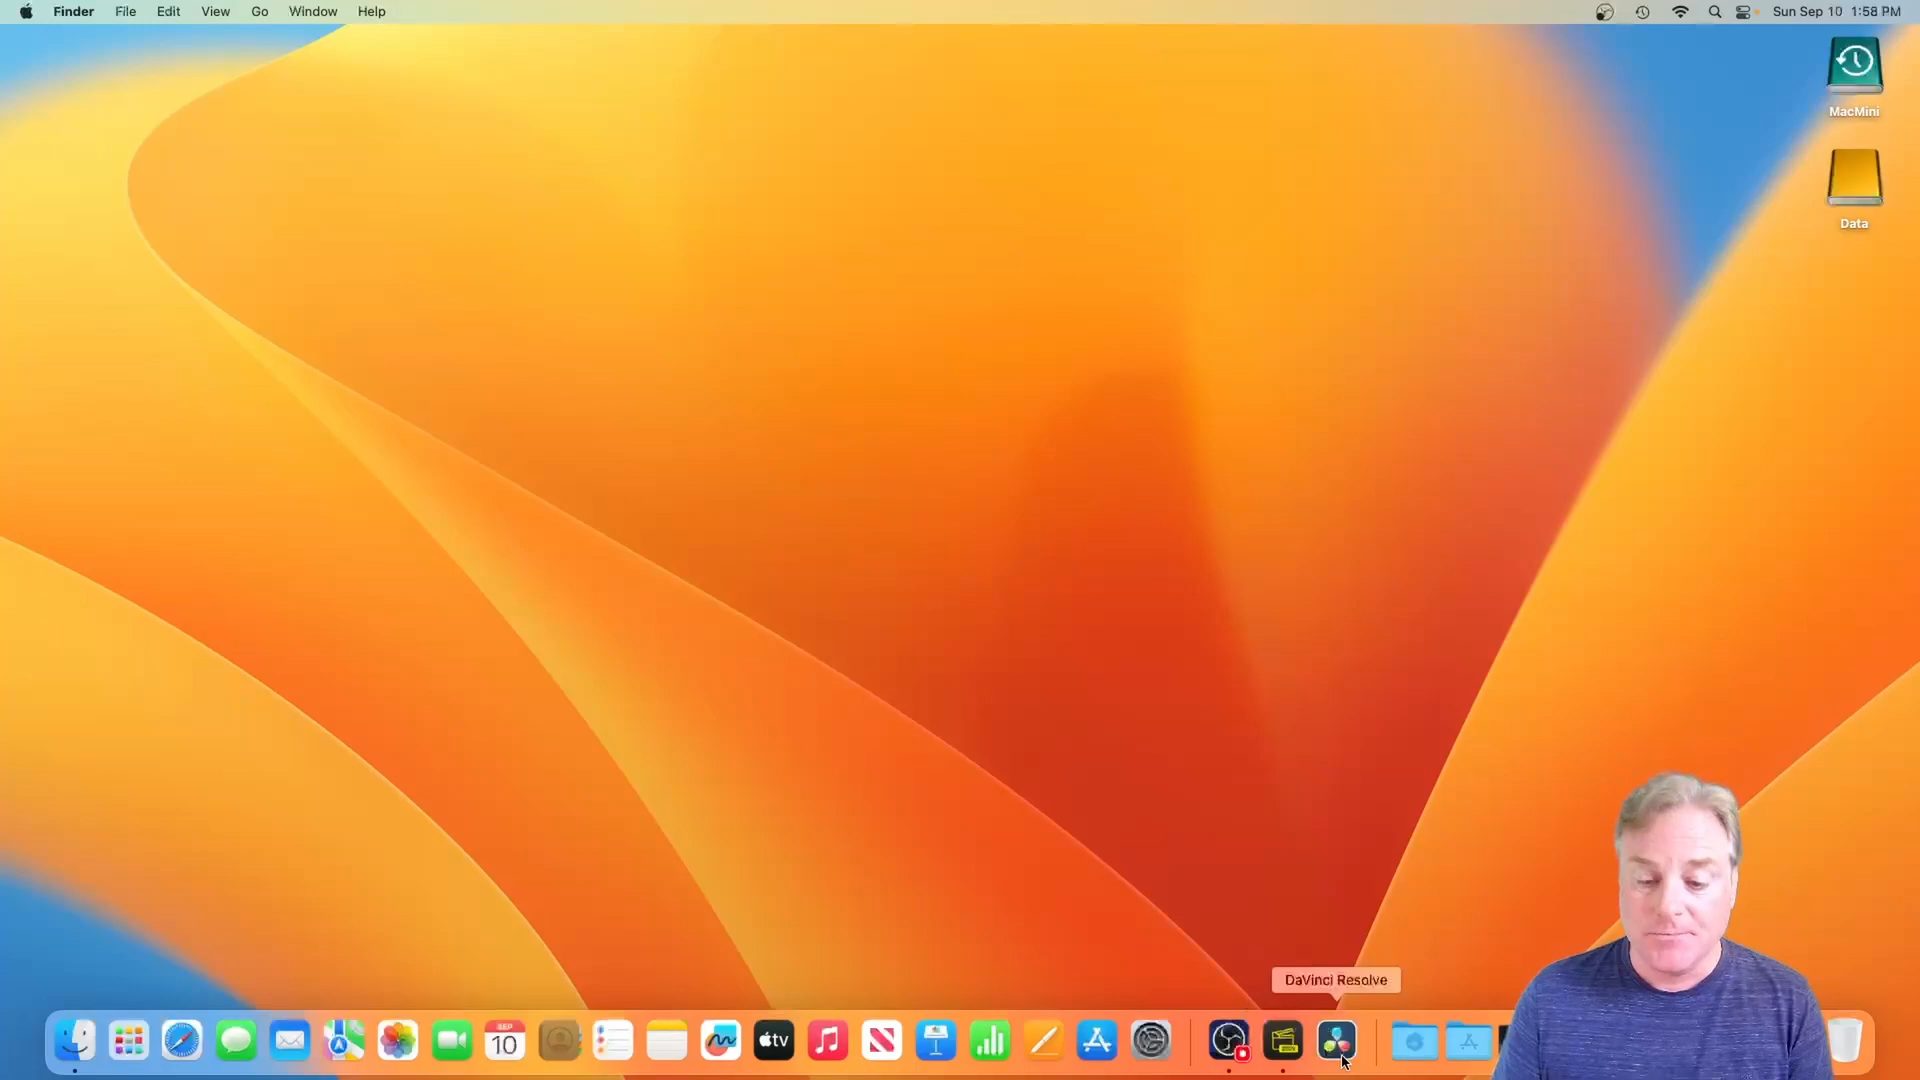 Finder File Edit View Go Window Help
Sun Sep 10 1:58 PM
MacMini
Data
DaVinci Resolve
SEP
10
tv